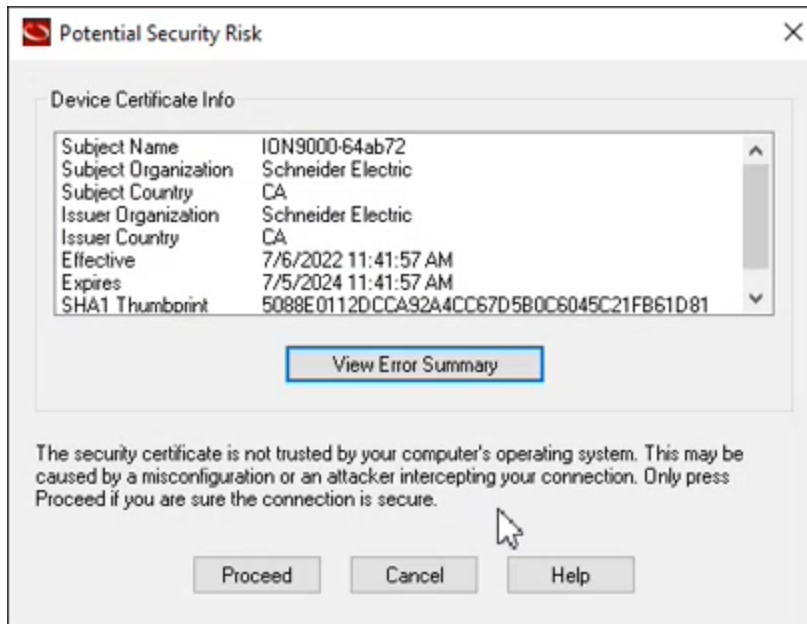 Potential Security Risk
Device Certificate Info
Subject Name ION9000-64ab72
Subject Organization Schneider Electric
Subject Country CA
Issuer Organization Schneider Electric
Issuer Country CA
Effective 7/6/2022 11:41:57 AM
Expires 7/5/2024 11:41:57 AM
SHA1 Thumbprint 5088E0112DCCA92A4CC67D5B0C6045C21FB61D81
View Error Summary
The security certificate is not trusted by your computer's operating system. This may be
caused by a misconfiguration or an attacker intercepting your connection. Only press
Proceed if you are sure the connection is secure.
Proceed Cancel Help